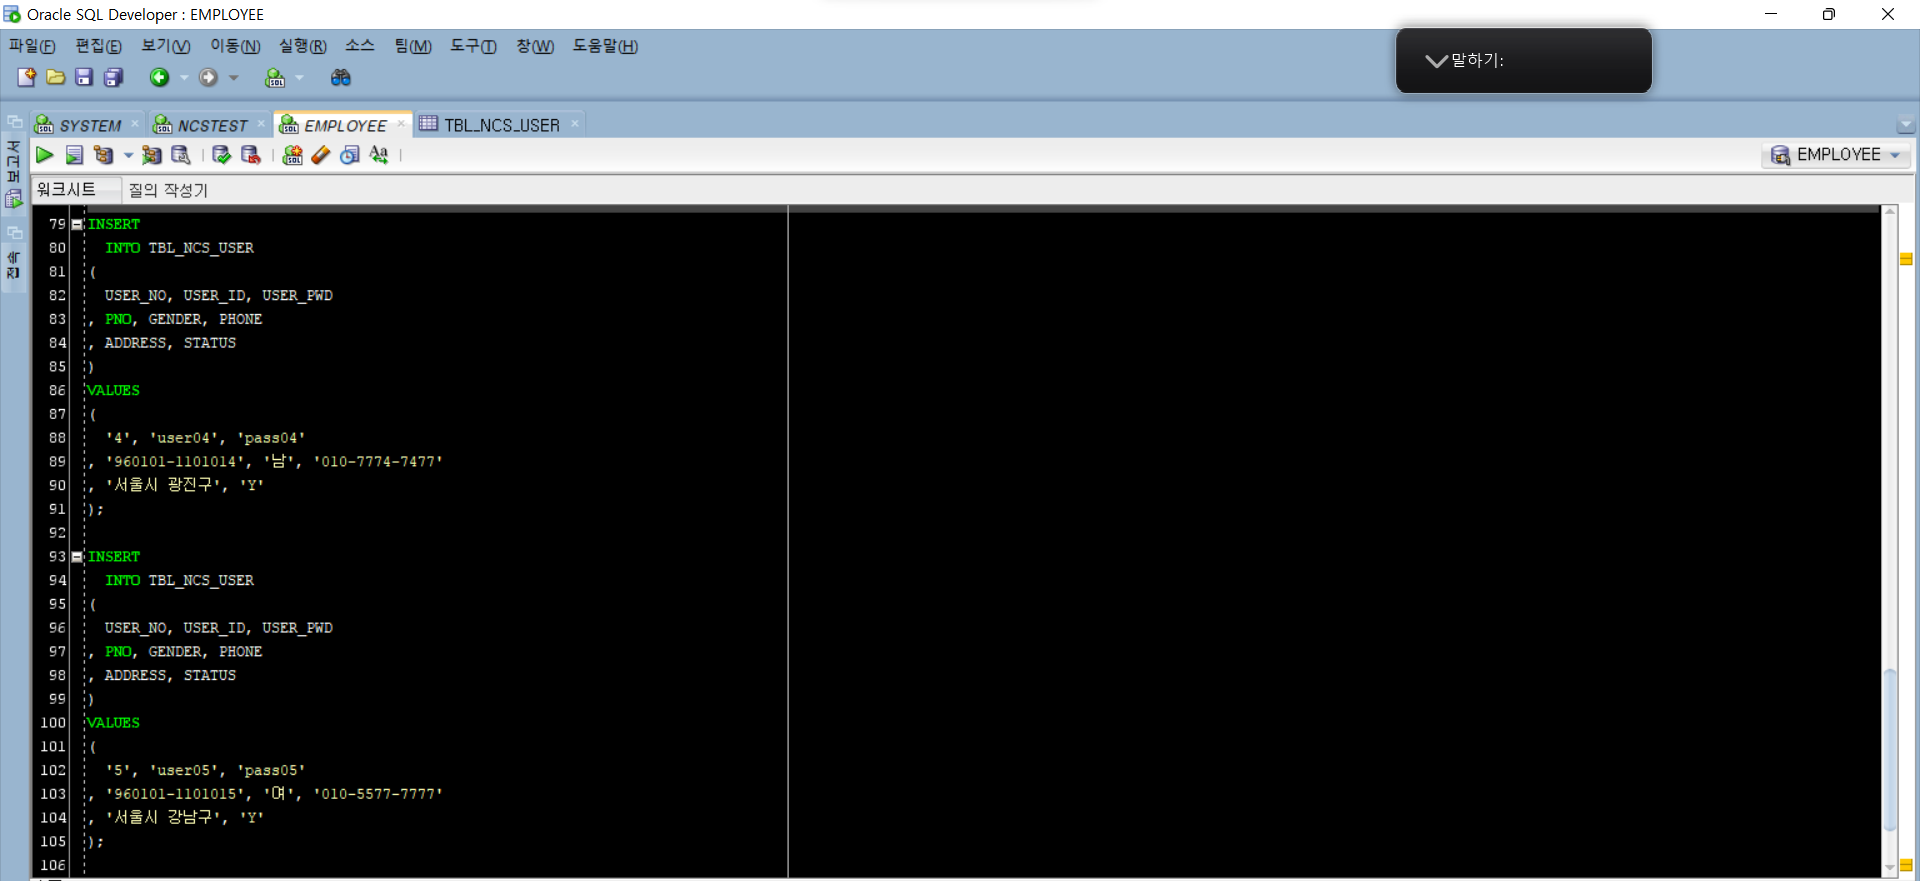 Oracle SQL Developer : EMPLOYEE
파일(F) 편집(E) 보기(V) 이동(N) 실행(R) 소스 팀(M) 도구(T) 창(W) 도움말(H)
말하기:
SYSTEM NCSTEST EMPLOYEE TBL_NCS_USER
EMPLOYEE
워크시트 질의 작성기
보고서
접속
79 INSERT
80 INTO TBL_NCS_USER
81 (
82 USER_NO, USER_ID, USER_PWD
83 , PNO, GENDER, PHONE
84 , ADDRESS, STATUS
85 )
86 VALUES
87 (
88 '4', 'user04', 'pass04'
89 , '960101-1101014', '남', '010-7774-7477'
90 , '서울시 광진구', 'Y'
91 );
92
93 INSERT
94 INTO TBL_NCS_USER
95 (
96 USER_NO, USER_ID, USER_PWD
97 , PNO, GENDER, PHONE
98 , ADDRESS, STATUS
99 )
100 VALUES
101 (
102 '5', 'user05', 'pass05'
103 , '960101-1101015', '여', '010-5577-7777'
104 , '서울시 강남구', 'Y'
105 );
106